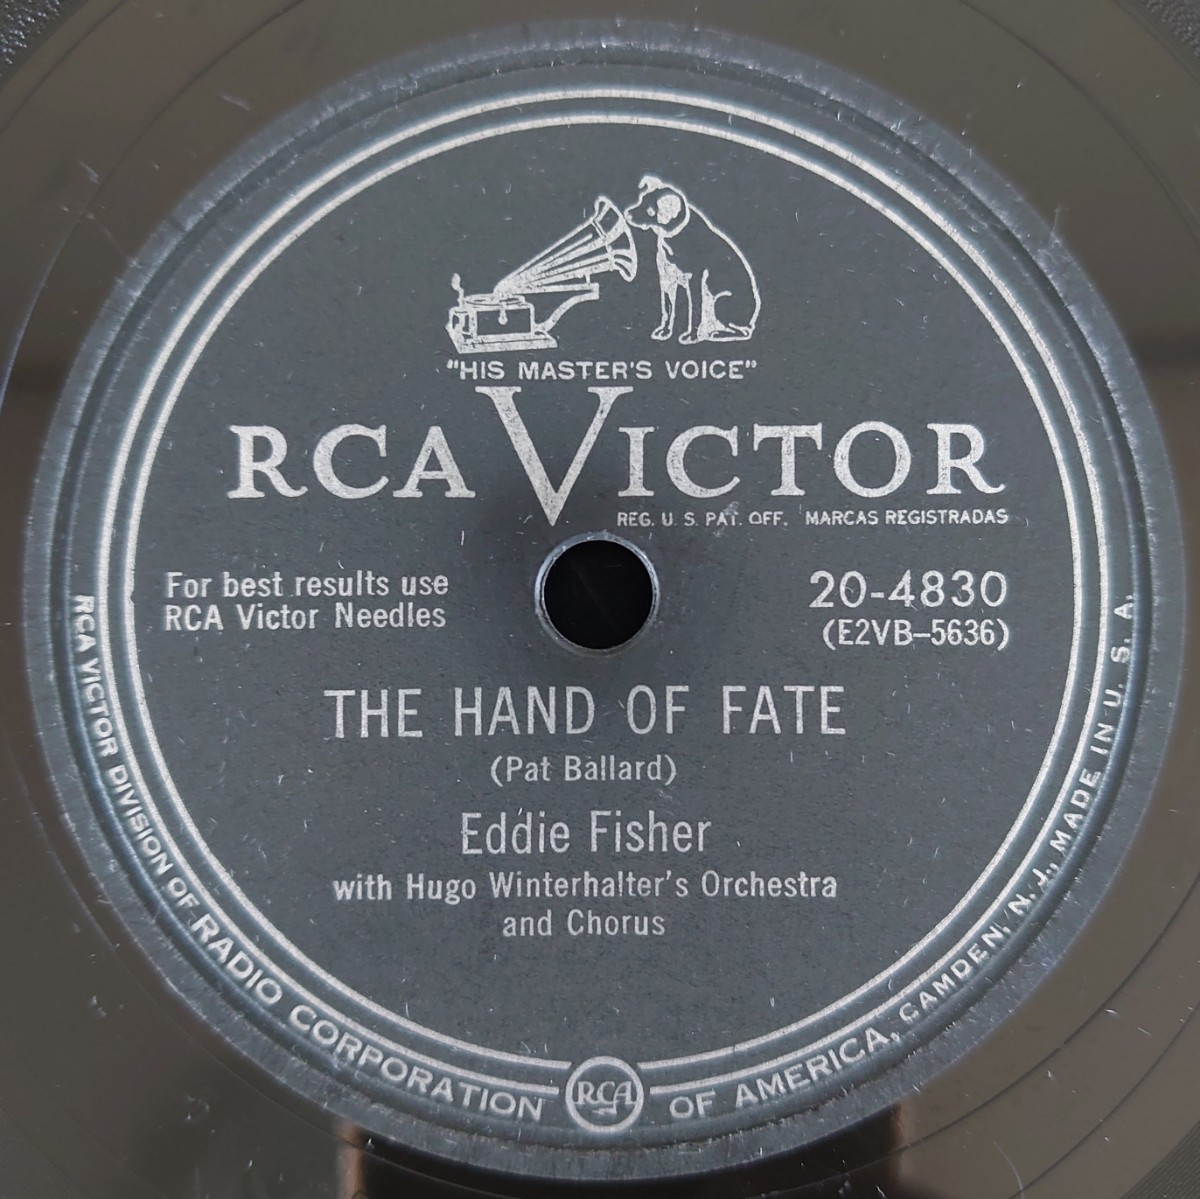 "HIS MASTER'S VOICE"
RCA VICTOR
REG. U. S. PAT. OFF. MARCAS REGISTRADAS
For best results use
RCA Victor Needles
20-4830
(E2VB–5636)
THE HAND OF FATE
(Pat Ballard)
Eddie Fisher
with Hugo Winterhalter's Orchestra
and Chorus
RCA VICTOR DIVISION OF RADIO CORPORATION OF AMERICA, CAMDEN, N. J., MADE IN U. S. A.
RCA